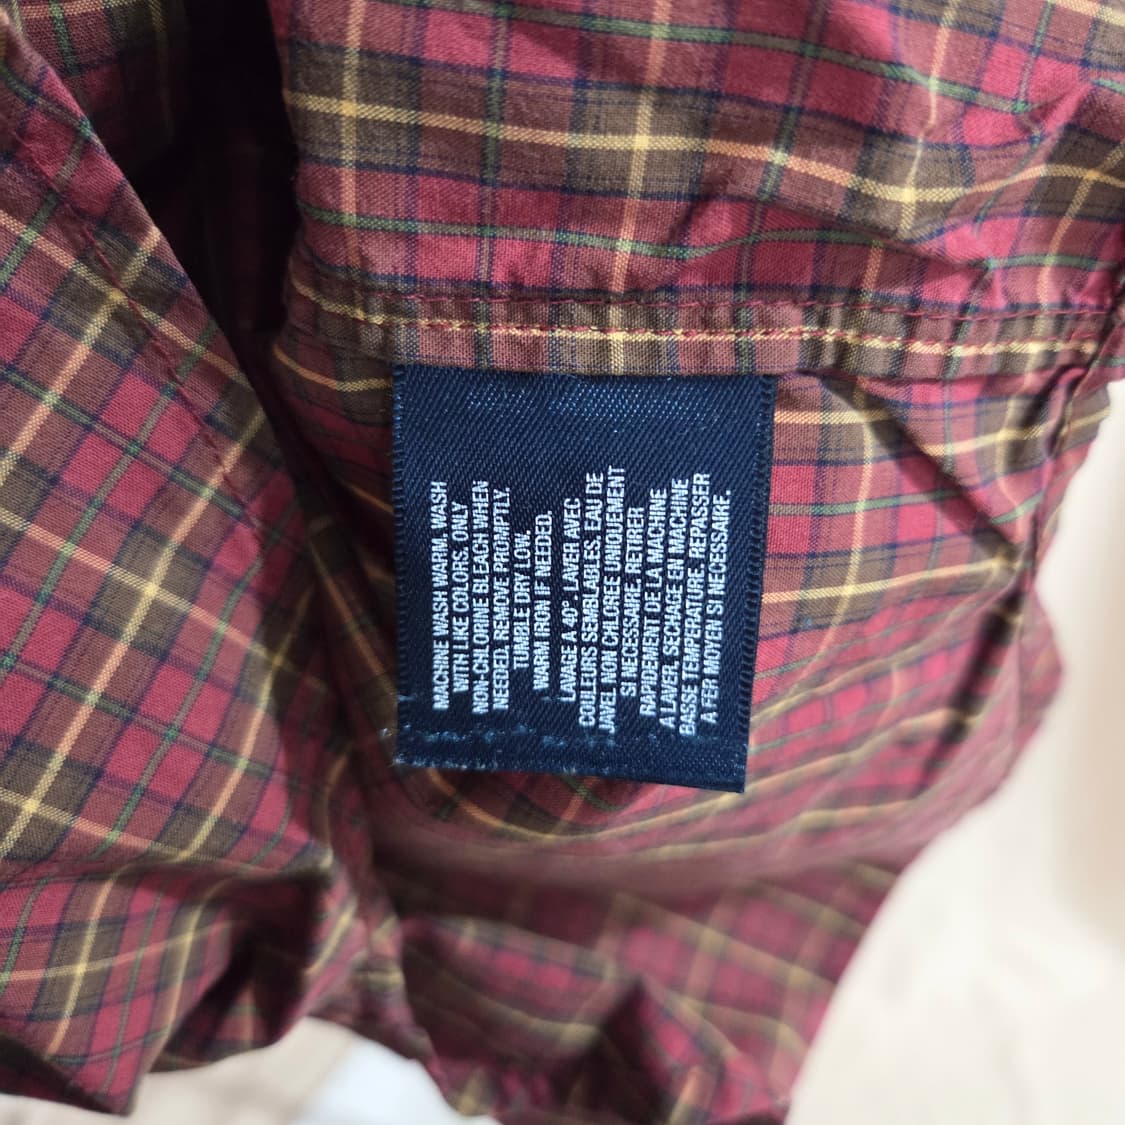 MACHINE WASH WARM, WASH
WITH LIKE COLORS, ONLY
NON-CHLORINE BLEACH WHEN
NEEDED, REMOVE PROMPTLY.
TUMBLE DRY LOW.
WARM IRON IF NEEDED.
LAVAGE A 40° LAVER AVEC
COLLEURS SEMBLABLES, EAU DE
JAVEL NON CHLOREE UNIQUEMENT
SI NECESSAIRE, RETIRER
RAPIDEMENT DE LA MACHINE
A LAVER, SECHAGE EN MACHINE
BASSE TEMPERATURE, REPASSER
A FER MOYEN SI NECESSAIRE.